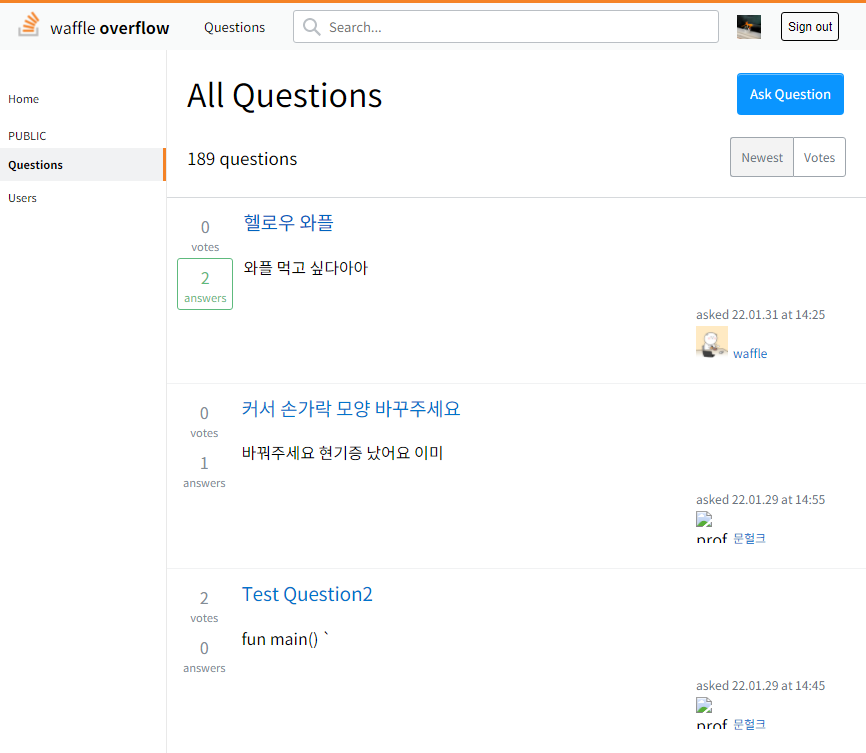 waffle overflow Questions Search... Sign out
Home
PUBLIC
Questions
Users
All Questions
Ask Question
189 questions
Newest Votes
0
votes
2
answers
헬로우 와플
와플 먹고 싶다아아
asked 22.01.31 at 14:25
waffle
0
votes
1
answers
커서 손가락 모양 바꾸주세요
바꿔주세요 현기증 났어요 이미
asked 22.01.29 at 14:55
prof 문헐크
2
votes
0
answers
Test Question2
fun main() `
asked 22.01.29 at 14:45
prof 문헐크